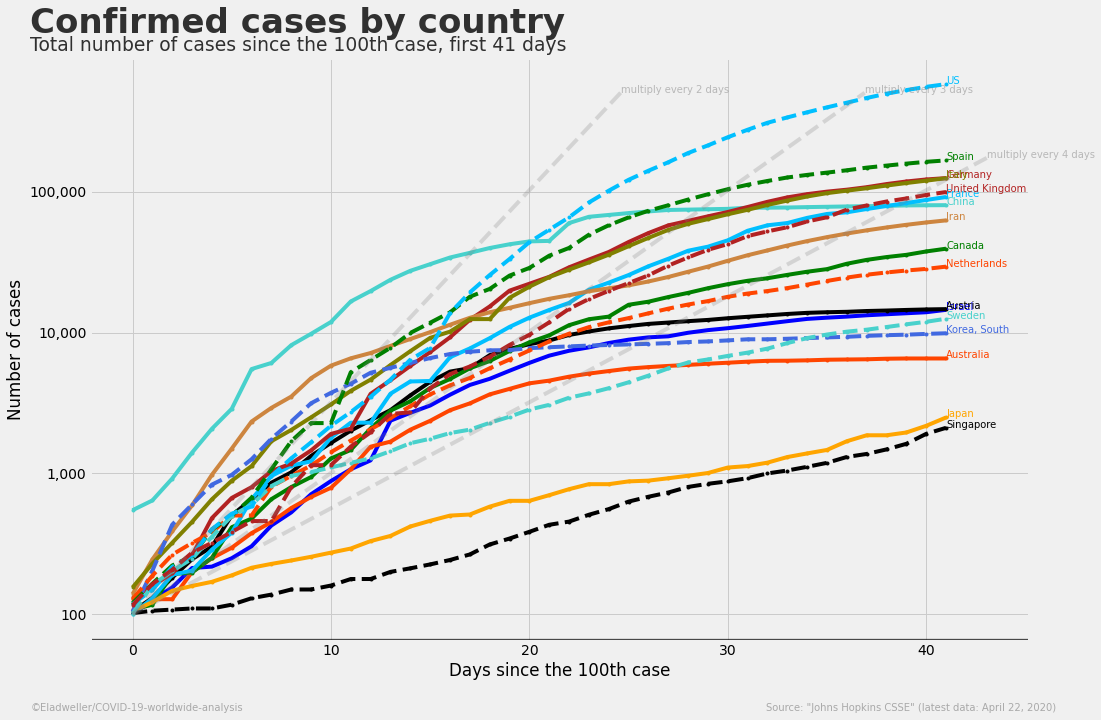 Confirmed cases by country
Total number of cases since the 100th case, first 41 days
US
multiply every 2 days
multiply every 3 days
Spain
multiply every 4 days
100,000
Germany
United Kingdom
France
China
Iran
Canada
Netherlands
10,000
Austria
Sweden
Korea, South
Australia
Japan
Singapore
1,000
100
Number of cases
0
10
20
30
40
Days since the 100th case
©Eladweller/COVID-19-worldwide-analysis
Source: "Johns Hopkins CSSE" (latest data: April 22, 2020)